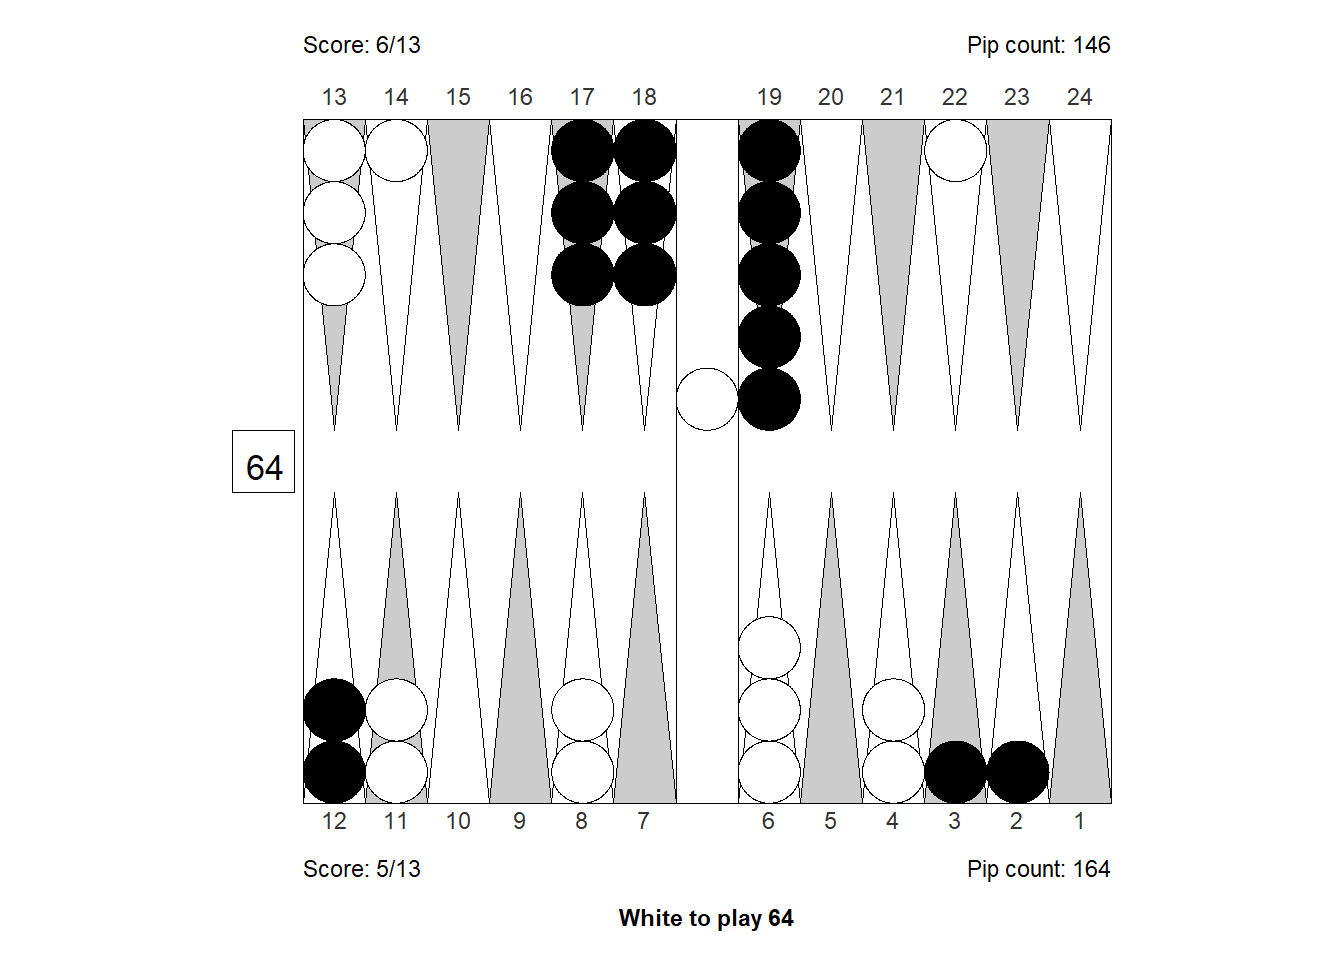 Score: 6/13 Pip count: 146
13 14 15 16 17 18 19 20 21 22 23 24
64
12 11 10 9 8 7 6 5 4 3 2 1
Score: 5/13 Pip count: 164
White to play 64